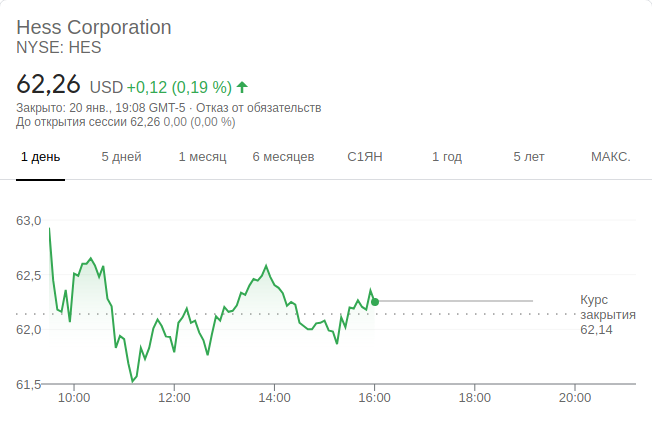 Hess Corporation
NYSE: HES
62,26 USD +0,12 (0,19 %)
Закрыто: 20 янв., 19:08 GMT-5 · Отказ от обязательств
До открытия сессии 62,26 0,00 (0,00 %)
1 день 5 дней 1 месяц 6 месяцев С1ЯН 1 год 5 лет МАКС.
63,0
62,5
Курс
закрытия
62,14
62,0
61,5
10:00 12:00 14:00 16:00 18:00 20:00